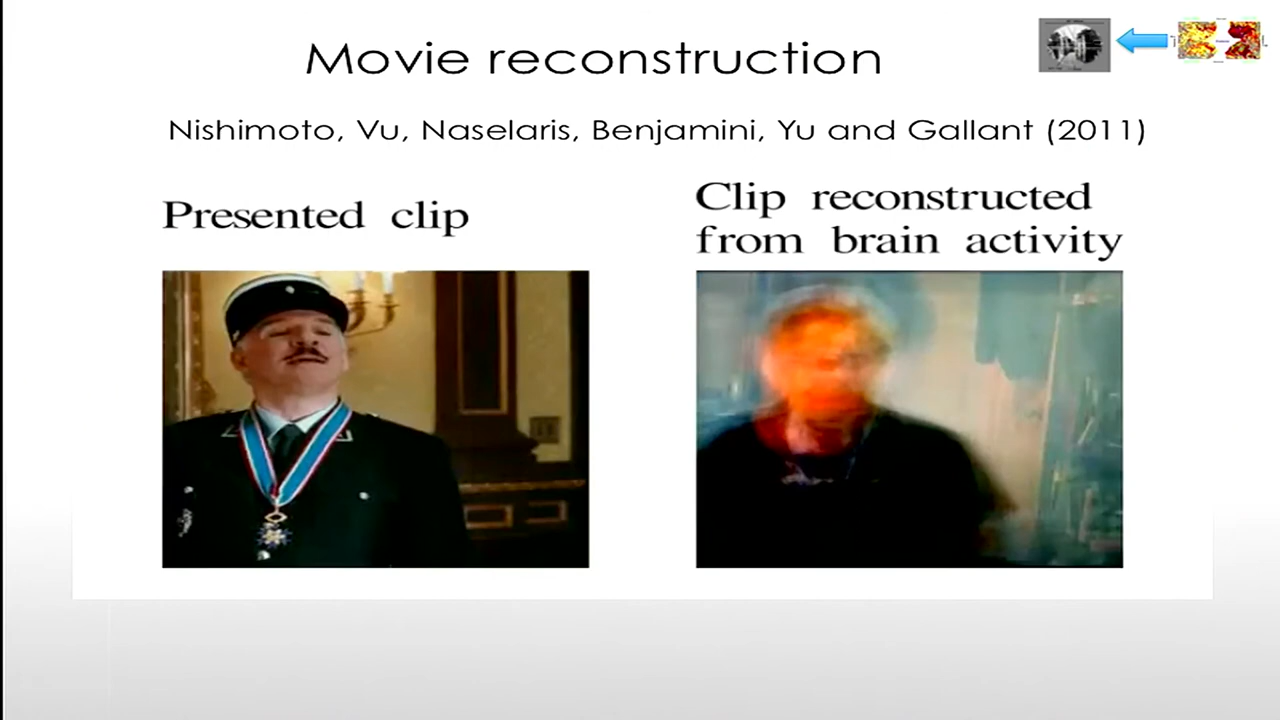 Movie reconstruction
Nishimoto, Vu, Naselaris, Benjamini, Yu and Gallant (2011)
Presented clip
Clip reconstructed
from brain activity